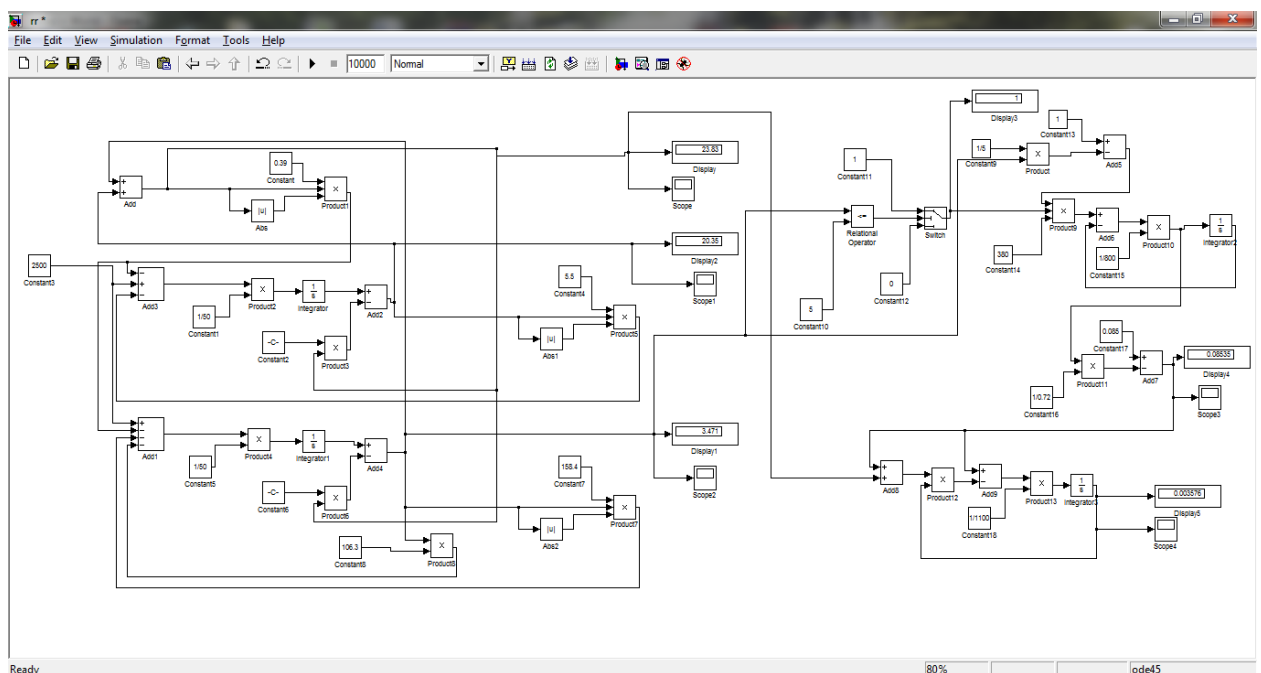 rr *
File Edit View Simulation Format Tools Help
10000 Normal
1
Display3
1
Constant13
1/5
Constant9
X
Product
Add5
23.83
Display
Scope
0.39
Constant
X
Product1
Add
|u|
Abs
1
Constant11
<=
Relational
Operator
Switch
X
Product9
Add6
X
Product10
1
s
Integrator2
380
Constant14
1/800
Constant15
20.35
Display2
Scope1
2500
Constant3
Add3
X
Product2
1
s
Integrator
Add2
1/50
Constant1
5.5
Constant4
X
Product5
|u|
Abs1
0
Constant12
5
Constant10
-C-
Constant2
X
Product3
0.085
Constant17
X
Product11
Add7
0.08535
Display4
1/0.72
Constant16
Scope3
Add1
X
Product4
1
s
Integrator1
Add4
3.471
Display1
Scope2
1/50
Constant5
158.4
Constant7
X
Product7
|u|
Abs2
-C-
Constant6
X
Product6
106.3
Constant8
X
Product8
Add8
X
Product12
Add9
X
Product13
1
s
Integrator3
1/1100
Constant18
0.003576
Display5
Scope4
Ready 80% ode45